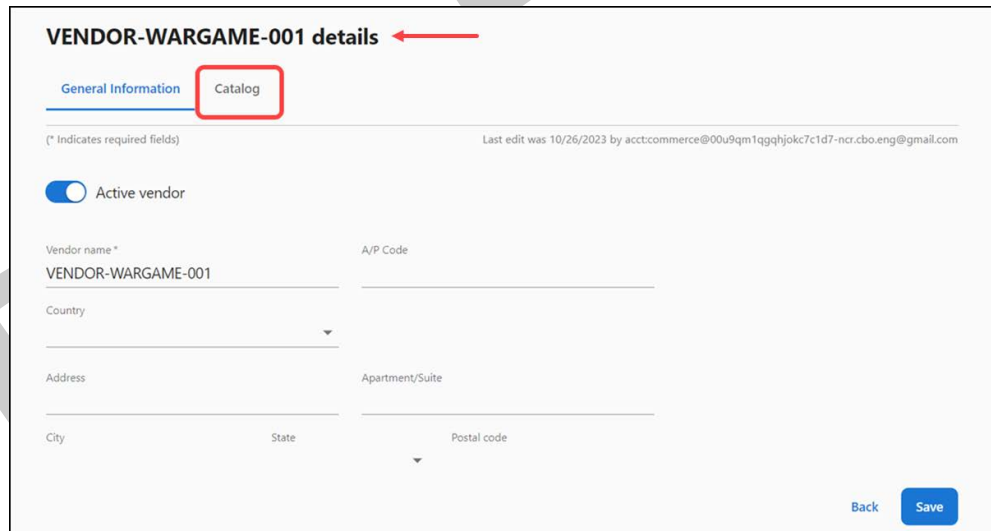 VENDOR-WARGAME-001 details
General Information Catalog
(* Indicates required fields) Last edit was 10/26/2023 by acct:commerce@00u9qm1qgqhjokc7c1d7-ncr.cbo.eng@gmail.com
Active vendor
Vendor name * A/P Code
VENDOR-WARGAME-001
Country
Address Apartment/Suite
City State Postal code
Back Save